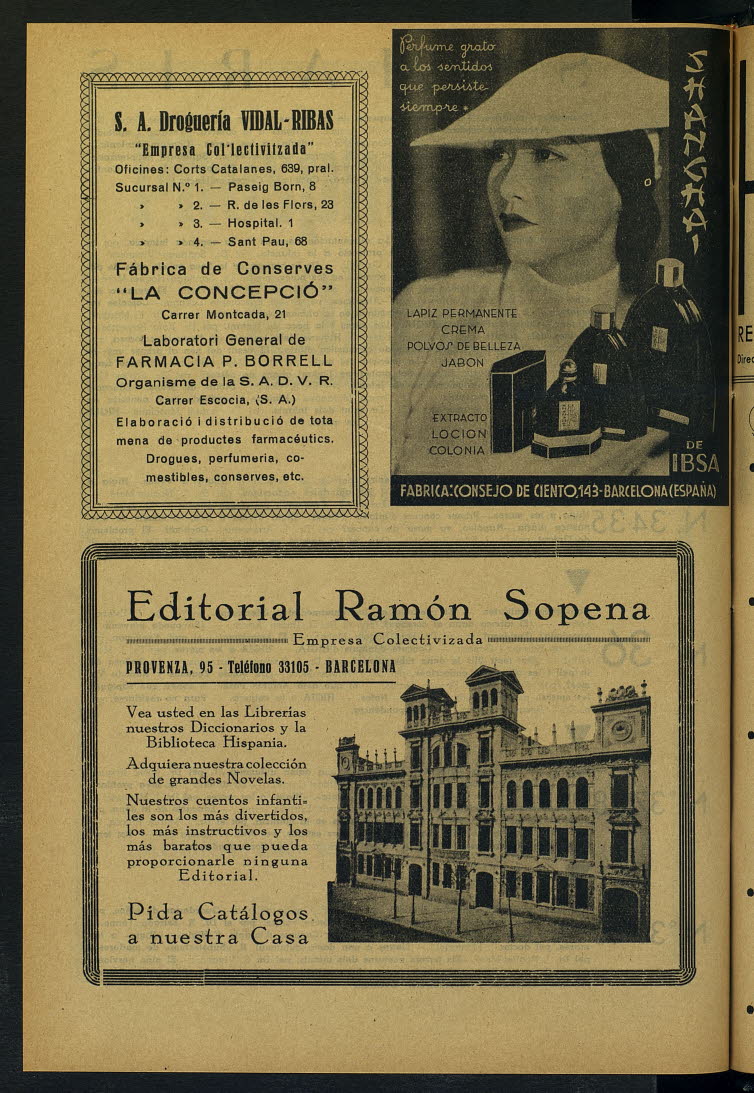 S. A. Droguería VIDAL-RIBAS
"Empresa Col'lectivitzada"
Oficines: Corts Catalanes, 639, pral.
Sucursal N.º 1. — Paseig Born, 8
» » 2. — R. de les Flors, 23
» » 3. — Hospital. 1
» » 4. — Sant Pau, 68
Fábrica de Conserves
"LA CONCEPCIÓ"
Carrer Montcada, 21
Laboratori General de
FARMACIA P. BORRELL
Organisme de la S. A. D. V. R.
Carrer Escocia, (S. A.)
Elaboració i distribució de tota
mena de productes farmacéutics.
Drogues, perfumeria, co-
mestibles, conserves, etc.
Perfume grato
a los sentidos
que persiste
siempre.
LAPIZ PERMANENTE
CREMA
POLVOS DE BELLEZA
JABON
EXTRACTO
LOCION
COLONIA
DE
IBSA
FABRICA: CONSEJO DE CIENTO, 143-BARCELONA (ESPAÑA)
Editorial Ramón Sopena
Empresa Colectivizada
PROVENZA, 95 - Teléfono 33105 - BARCELONA
Vea usted en las Librerías
nuestros Diccionarios y la
Biblioteca Hispania.
Adquiera nuestra colección
de grandes Novelas.
Nuestros cuentos infanti-
les son los más divertidos,
los más instructivos y los
más baratos que pueda
proporcionarle ninguna
Editorial.
Pida Catálogos
a nuestra Casa